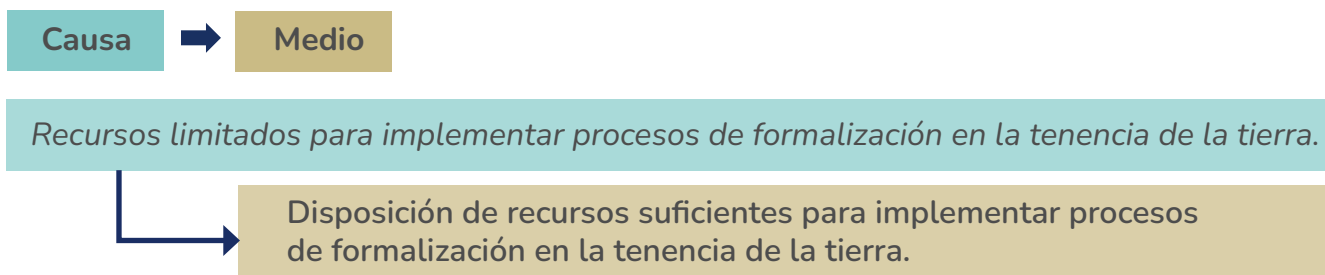 Causa
Medio
Recursos limitados para implementar procesos de formalización en la tenencia de la tierra.
Disposición de recursos suficientes para implementar procesos
de formalización en la tenencia de la tierra.